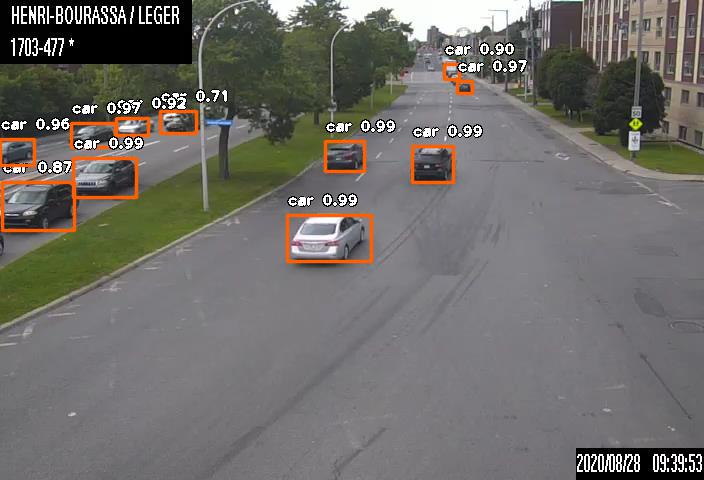 HENRI-BOURASSA / LEGER
1703-477 *
car 0.90
car 0.97
car 0.71
car 0.97
0.92
car 0.96
car 0.99
car 0.99
car 0.99
car 0.87
car 0.99
50
2020/08/28 09:39:53